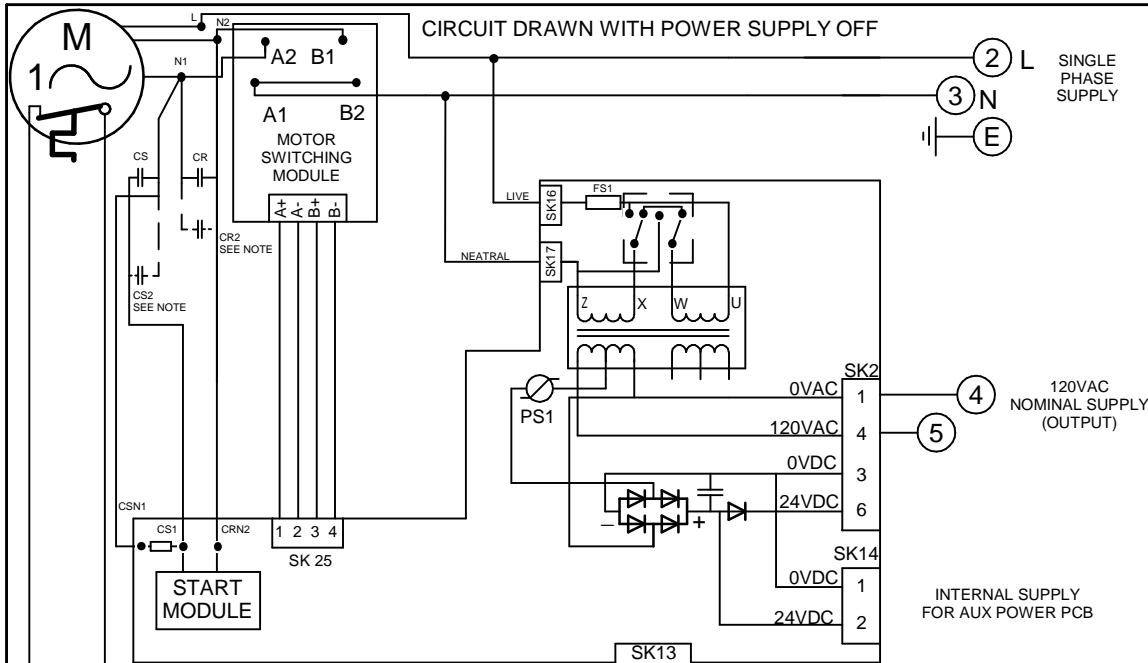 CIRCUIT DRAWN WITH POWER SUPPLY OFF
M
1
L
N2
N1
A2 B1
A1 B2
MOTOR
SWITCHING
MODULE
A+ A- B+ B-
2 L
3 N
E
SINGLE
PHASE
SUPPLY
CS
CR
CR2
SEE NOTE
CS2
SEE NOTE
LIVE
SK16
FS1
NEATRAL
SK17
Z X W U
PS1
SK2
0VAC 1
120VAC 4
0VDC 3
24VDC 6
4
5
120VAC
NOMINAL SUPPLY
(OUTPUT)
– +
SK14
0VDC 1
24VDC 2
INTERNAL SUPPLY
FOR AUX POWER PCB
CSN1
CS1
CRN2
1 2 3 4
SK 25
START
MODULE
SK13